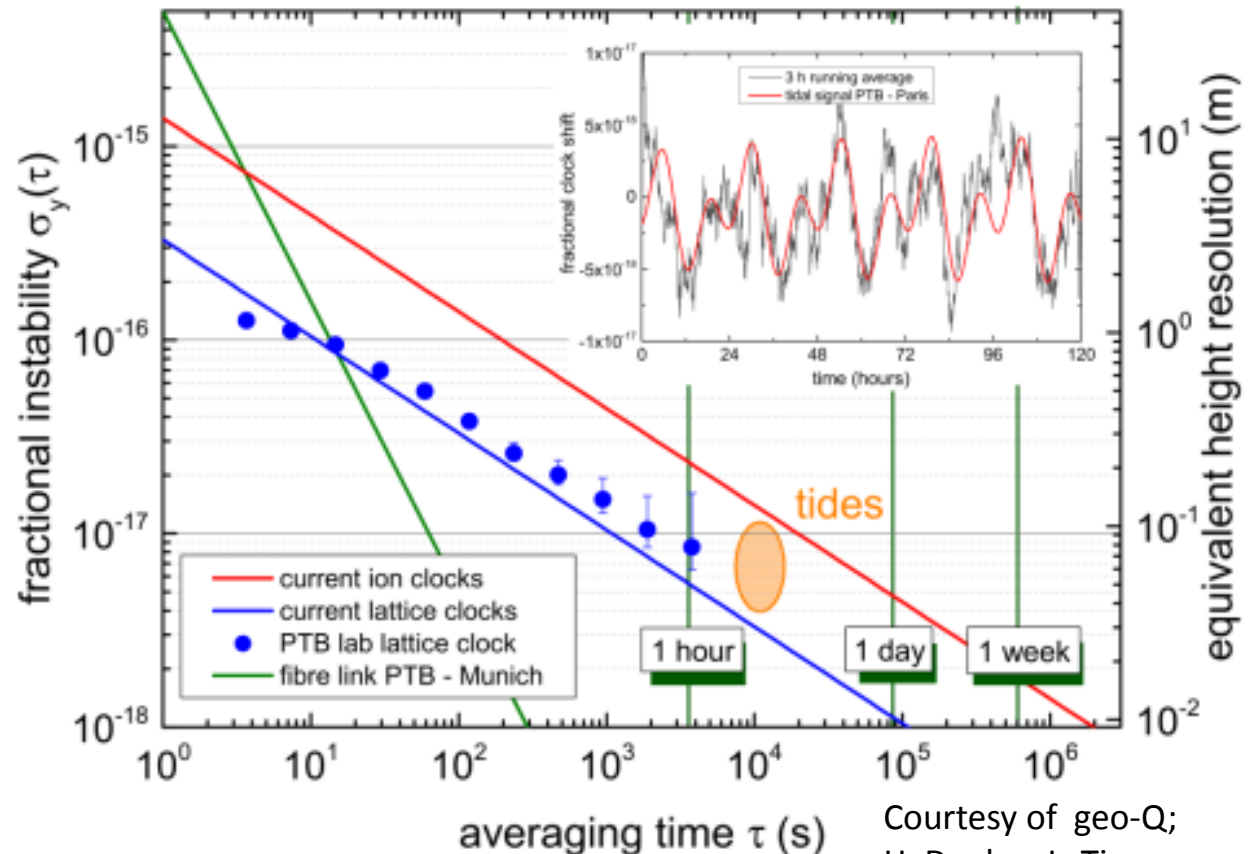 fractional instability σy(τ)
10-15
10-16
10-17
10-18
100
101
102
103
104
105
106
averaging time τ (s)
equivalent height resolution (m)
101
100
10-1
10-2
current ion clocks
current lattice clocks
PTB lab lattice clock
fibre link PTB - Munich
tides
1 hour
1 day
1 week
fractional clock shift
1x10-17
0
-1x10-17
3 h running average
tidal signal PTB - Paris
0
24
48
72
96
120
time (hours)
Courtesy of geo-Q;